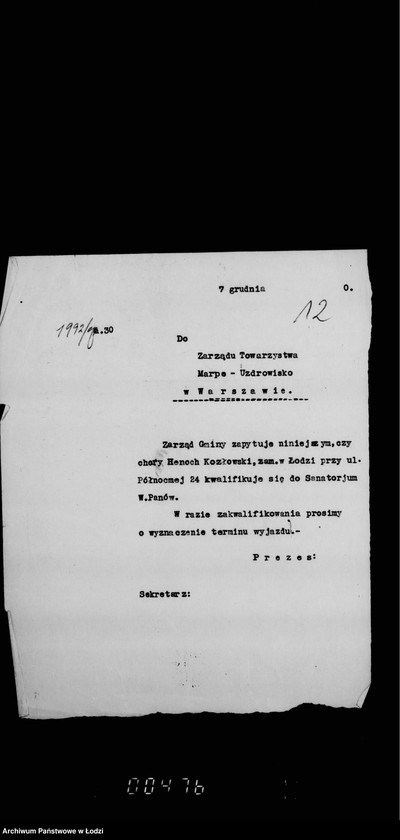 7 grudnia 0.
12
1992/g a.30
Do
Zarządu Towarzystwa
Marpe - Uzdrowisko
w Warszawie.
Zarząd Gminy zapytuje niniejszym, czy
chory Henoch Kozłowski, zam.w Łodzi przy ul.
Północnej 24 kwalifikuje się do Sanatorjum
W.Panów.
W razie zakwalifikowania prosimy
o wyznaczenie terminu wyjazdu.-
Prezes:
Sekretarz:
00476
Archiwum Państwowe w Łodzi